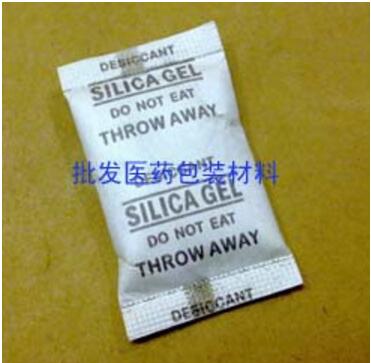 DESICCANT
SILICA GEL
DO NOT EAT
THROW AWAY
DESICCANT
批发医药包装材料
SILICA GEL
DO NOT EAT
THROW AWAY
DESICCANT